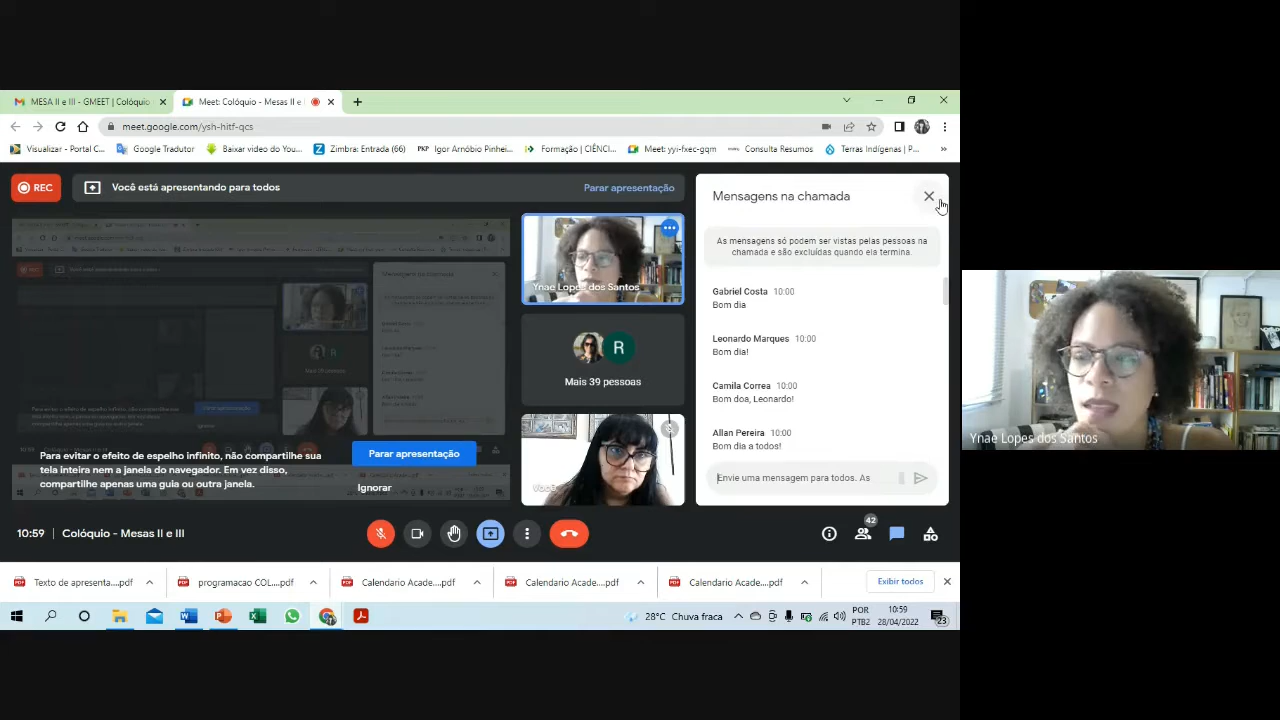 MESA II e III - GMEET | Colóquio
Meet: Colóquio - Mesas II e
meet.google.com/ysh-hitf-qcs
Visualizar - Portal C...
Google Tradutor
Baixar video do You...
Zimbra: Entrada (66)
PKP Igor Arnóbio Pinhei...
Formação | CIÊNC...
Meet: yyi-fxec-gqm
Consulta Resumos
Terras Indígenas | P...
REC
Você está apresentando para todos
Parar apresentação
Mensagens na chamada
As mensagens só podem ser vistas pelas pessoas na
chamada e são excluídas quando ela termina.
Gabriel Costa 10:00
Bom dia
Leonardo Marques 10:00
Bom dia!
Camila Correa 10:00
Bom doa, Leonardo!
Allan Pereira 10:00
Bom dia a todos!
Envie uma mensagem para todos. As
Ynae Lopes dos Santos
R
Mais 39 pessoas
Você
Para evitar o efeito de espelho infinito, não compartilhe sua
tela inteira nem a janela do navegador. Em vez disso,
compartilhe apenas uma guia ou outra janela.
Parar apresentação
Ignorar
Ynae Lopes dos Santos
10:59 Colóquio - Mesas II e III
42
Texto de apresenta....pdf
programacao COL....pdf
Calendario Acade....pdf
Calendario Acade....pdf
Calendario Acade....pdf
Exibir todos
28°C Chuva fraca
POR
PTB2
10:59
28/04/2022
23